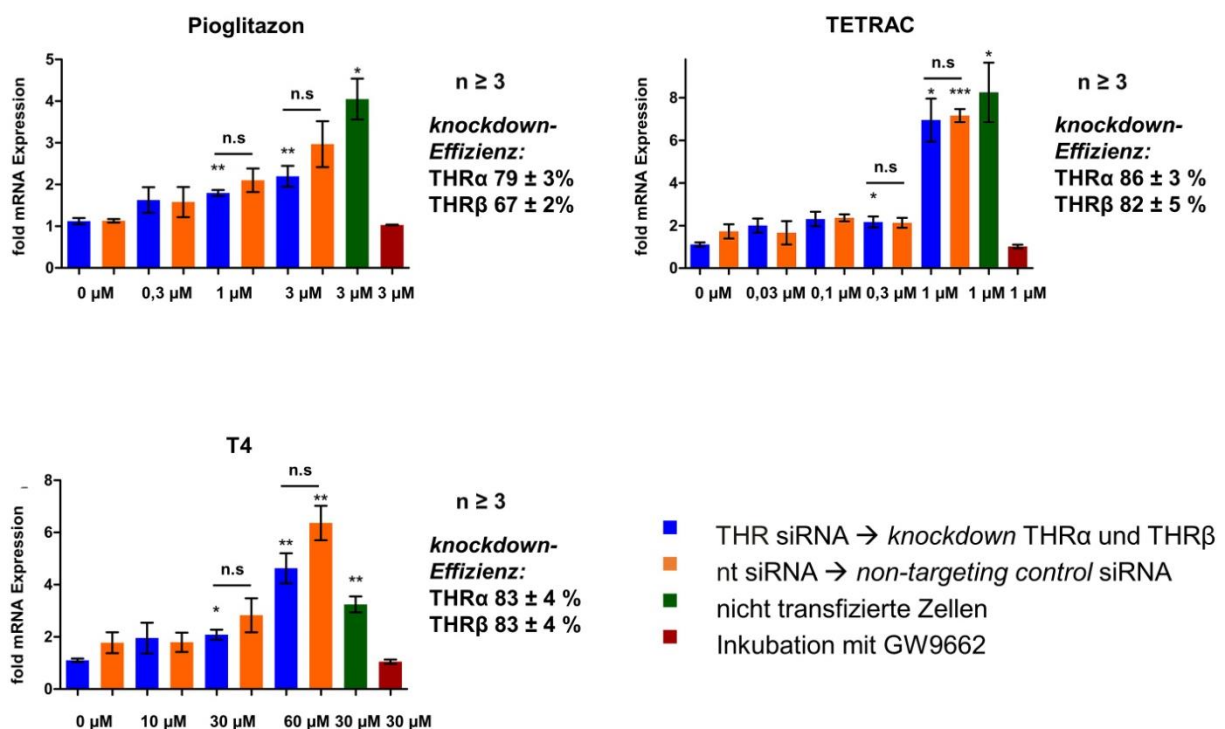 Pioglitazon
fold mRNA Expression
5
4
3
2
1
0
n.s
n.s
**
**
*
0 µM
0,3 µM
1 µM
3 µM
3 µM
3 µM
n ≥ 3
knockdown-
Effizienz:
THRα 79 ± 3%
THRβ 67 ± 2%
TETRAC
fold mRNA Expression
8
6
4
2
0
n.s
n.s
*
*
***
*
0 µM
0,03 µM
0,1 µM
0,3 µM
1 µM
1 µM
1 µM
n ≥ 3
knockdown-
Effizienz:
THRα 86 ± 3 %
THRβ 82 ± 5 %
T4
fold mRNA Expression
8
6
4
2
0
n.s
n.s
*
**
**
**
0 µM
10 µM
30 µM
60 µM
30 µM
30 µM
n ≥ 3
knockdown-
Effizienz:
THRα 83 ± 4 %
THRβ 83 ± 4 %
THR siRNA → knockdown THRα und THRβ
nt siRNA → non-targeting control siRNA
nicht transfizierte Zellen
Inkubation mit GW9662